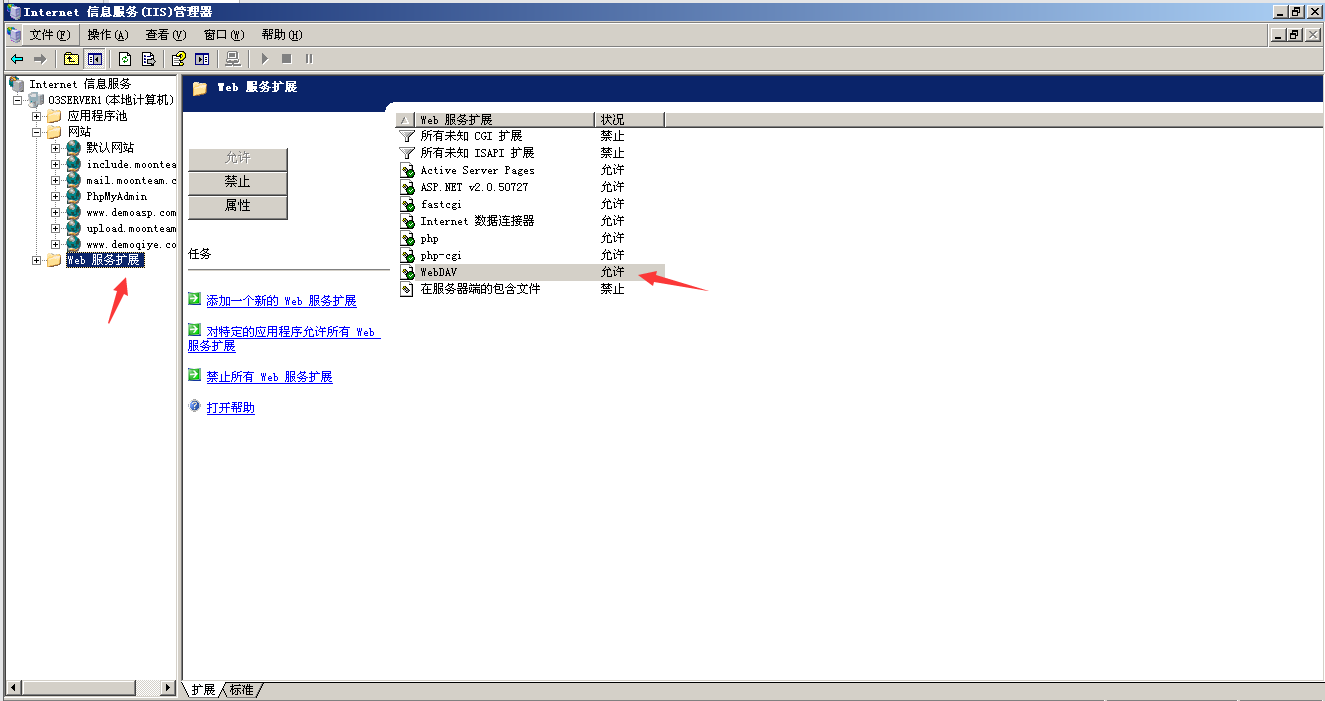 Internet 信息服务(IIS)管理器
文件(F) 操作(A) 查看(V) 窗口(W) 帮助(H)
Internet 信息服务
03SERVER1(本地计算机)
应用程序池
网站
默认网站
include.moontea
mail.moonteam.c
PhpMyAdmin
www.demoasp.com
upload.moonteam
www.demoqiye.co
Web 服务扩展
Web 服务扩展
允许
禁止
属性
任务
添加一个新的 Web 服务扩展
对特定的应用程序允许所有 Web
服务扩展
禁止所有 Web 服务扩展
打开帮助
Web 服务扩展 状况
所有未知 CGI 扩展 禁止
所有未知 ISAPI 扩展 禁止
Active Server Pages 允许
ASP.NET v2.0.50727 允许
fastcgi 允许
Internet 数据连接器 允许
php 允许
php-cgi 允许
WebDAV 允许
在服务器端的包含文件 禁止
扩展 标准